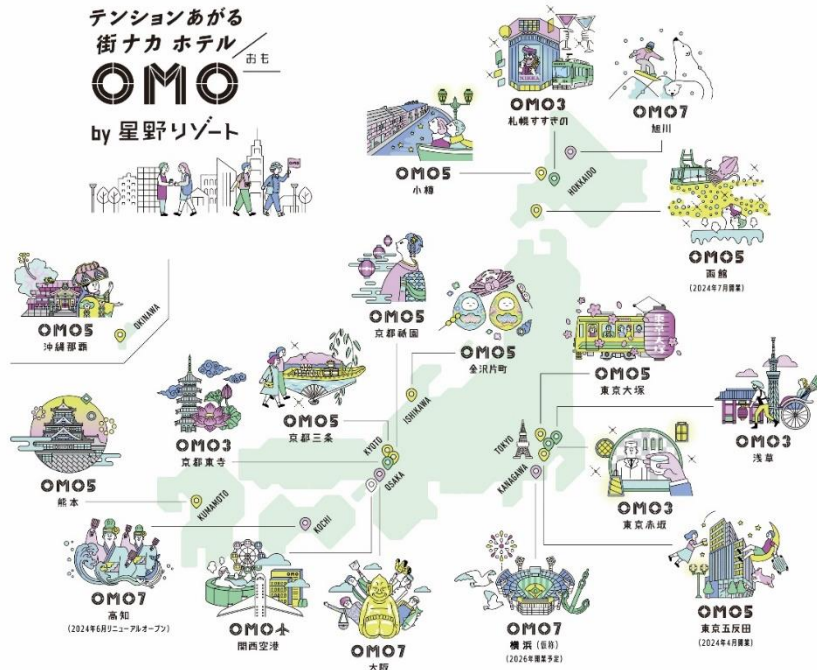 テンションあがる
街ナカ ホテル
おも
OMO
by 星野リゾート
OMO3
札幌すすきの
OMO7
旭川
OMO5
小樽
HOKKAIDO
OMO5
函館
(2024年7月開業)
OMO5
沖縄那覇
OKINAWA
OMO5
京都祇園
OMO5
金沢片町
OMO5
東京大塚
OMO3
京都東寺
OMO5
京都三条
ISHIKAWA
OMO3
浅草
OMO5
熊本
KUMAMOTO
KYOTO
OSAKA
KOCHI
TOKYO
KANAGAWA
OMO3
東京赤坂
OMO7
高知
(2024年6月リニューアルオープン)
OMO
関西空港
OMO7
大阪
OMO7
横浜(仮称)
(2026年開業予定)
OMO5
東京五反田
(2024年4月開業)